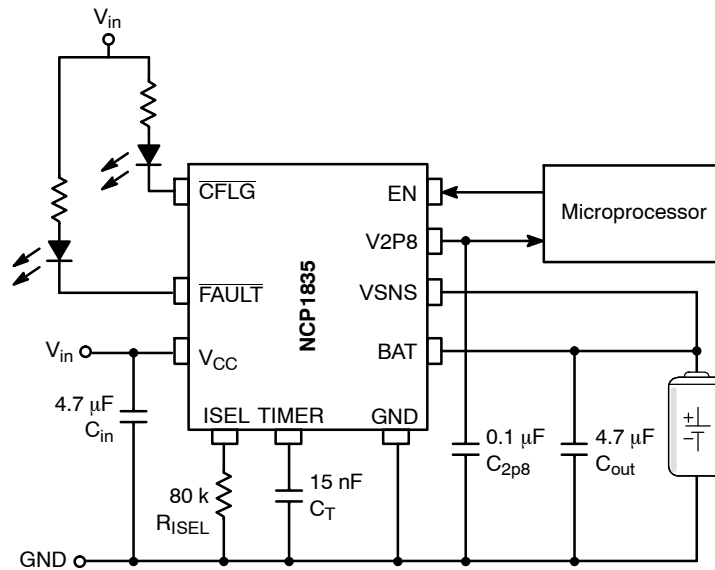 Vin
CFLG
EN
Microprocessor
V2P8
NCP1835
FAULT
VSNS
Vin
VCC
BAT
ISEL TIMER GND
4.7 μF
Cin
80 k
RISEL
15 nF
CT
0.1 μF
C2p8
4.7 μF
Cout
+
−
GND